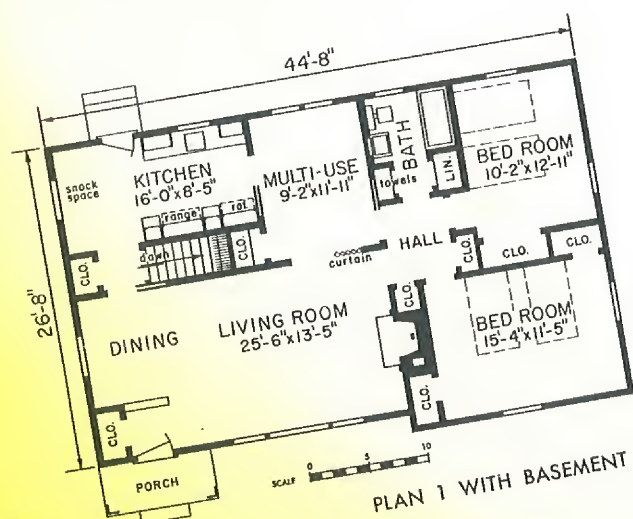 44'-8"
26'-8"
snack
space
KITCHEN
16'-0"x8'-5"
range
ref.
MULTI-USE
9'-2"x11'-11"
BATH
towels
LIN.
BED ROOM
10'-2"x12'-11"
down
CLO.
CLO.
curtain
HALL
CLO.
CLO.
CLO.
DINING
LIVING ROOM
25'-6"x13'-5"
CLO.
BED ROOM
15'-4"x11'-5"
CLO.
CLO.
PORCH
SCALE 0 5 10
PLAN 1 WITH BASEMENT